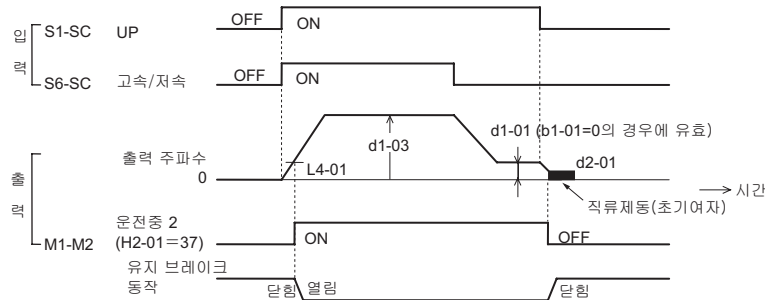 입력
S1-SC UP OFF ON
S6-SC 고속/저속 OFF ON
출력
출력 주파수
0
L4-01
d1-03
d1-01 (b1-01=0의 경우에 유효)
d2-01
시간
직류제동(초기여자)
운전중 2
M1-M2 (H2-01=37) ON OFF
유지 브레이크
동작 닫힘 열림 닫힘